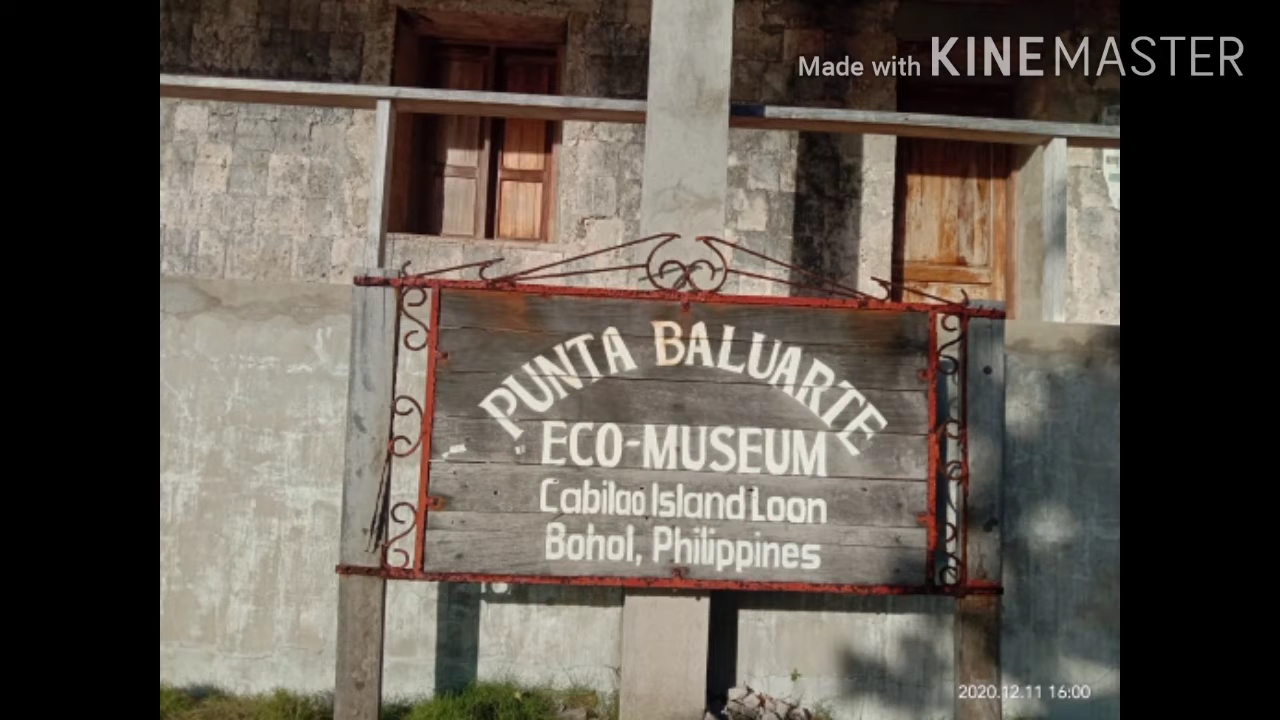 Made with KINEMASTER
PUNTA BALUARTE
ECO-MUSEUM
Cabilao Island Loon
Bohol, Philippines
2020.12.11 16:00